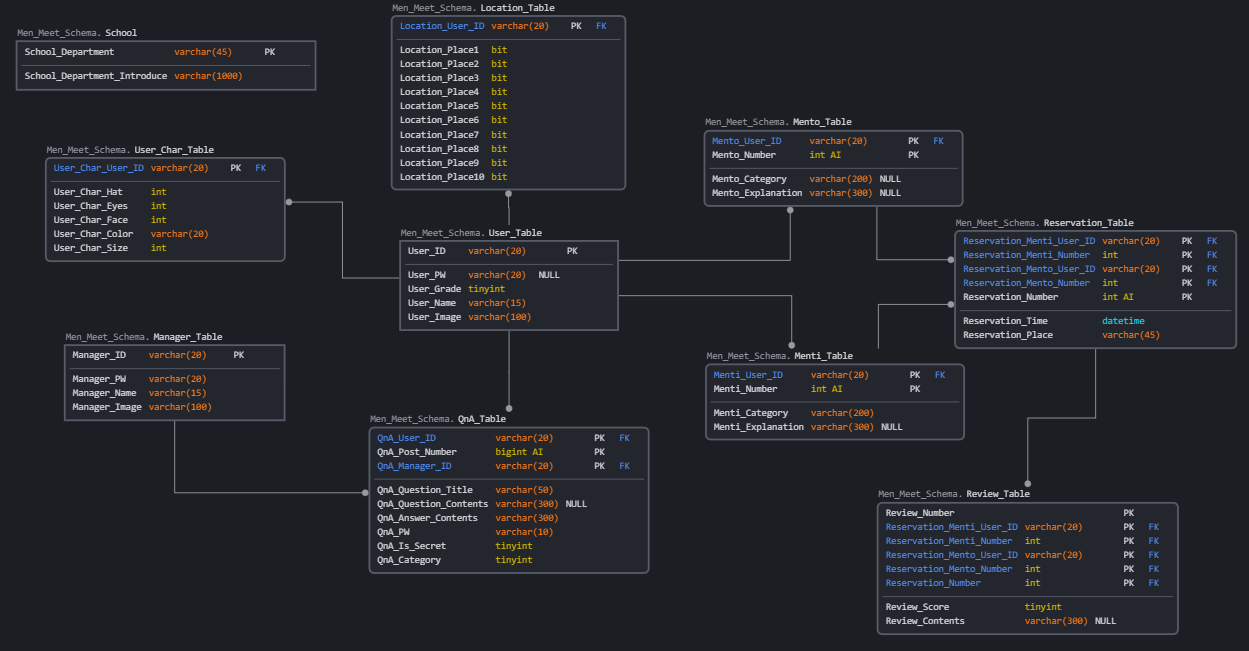 Men_Meet_Schema. School
School_Department varchar(45) PK
School_Department_Introduce varchar(1000)
Men_Meet_Schema. Location_Table
Location_User_ID varchar(20) PK FK
Location_Place1 bit
Location_Place2 bit
Location_Place3 bit
Location_Place4 bit
Location_Place5 bit
Location_Place6 bit
Location_Place7 bit
Location_Place8 bit
Location_Place9 bit
Location_Place10 bit
Men_Meet_Schema. User_Char_Table
User_Char_User_ID varchar(20) PK FK
User_Char_Hat int
User_Char_Eyes int
User_Char_Face int
User_Char_Color varchar(20)
User_Char_Size int
Men_Meet_Schema. User_Table
User_ID varchar(20) PK
User_PW varchar(20) NULL
User_Grade tinyint
User_Name varchar(15)
User_Image varchar(100)
Men_Meet_Schema. Mento_Table
Mento_User_ID varchar(20) PK FK
Mento_Number int AI PK
Mento_Category varchar(200) NULL
Mento_Explanation varchar(300) NULL
Men_Meet_Schema. Reservation_Table
Reservation_Menti_User_ID varchar(20) PK FK
Reservation_Menti_Number int PK FK
Reservation_Mento_User_ID varchar(20) PK FK
Reservation_Mento_Number int PK FK
Reservation_Number int AI PK
Reservation_Time datetime
Reservation_Place varchar(45)
Men_Meet_Schema. Manager_Table
Manager_ID varchar(20) PK
Manager_PW varchar(20)
Manager_Name varchar(15)
Manager_Image varchar(100)
Men_Meet_Schema. Menti_Table
Menti_User_ID varchar(20) PK FK
Menti_Number int AI PK
Menti_Category varchar(200)
Menti_Explanation varchar(300) NULL
Men_Meet_Schema. QnA_Table
QnA_User_ID varchar(20) PK FK
QnA_Post_Number bigint AI PK
QnA_Manager_ID varchar(20) PK FK
QnA_Question_Title varchar(50)
QnA_Question_Contents varchar(300) NULL
QnA_Answer_Contents varchar(300)
QnA_PW varchar(10)
QnA_Is_Secret tinyint
QnA_Category tinyint
Men_Meet_Schema. Review_Table
Review_Number PK
Reservation_Menti_User_ID varchar(20) PK FK
Reservation_Menti_Number int PK FK
Reservation_Mento_User_ID varchar(20) PK FK
Reservation_Mento_Number int PK FK
Reservation_Number int PK FK
Review_Score tinyint
Review_Contents varchar(300) NULL